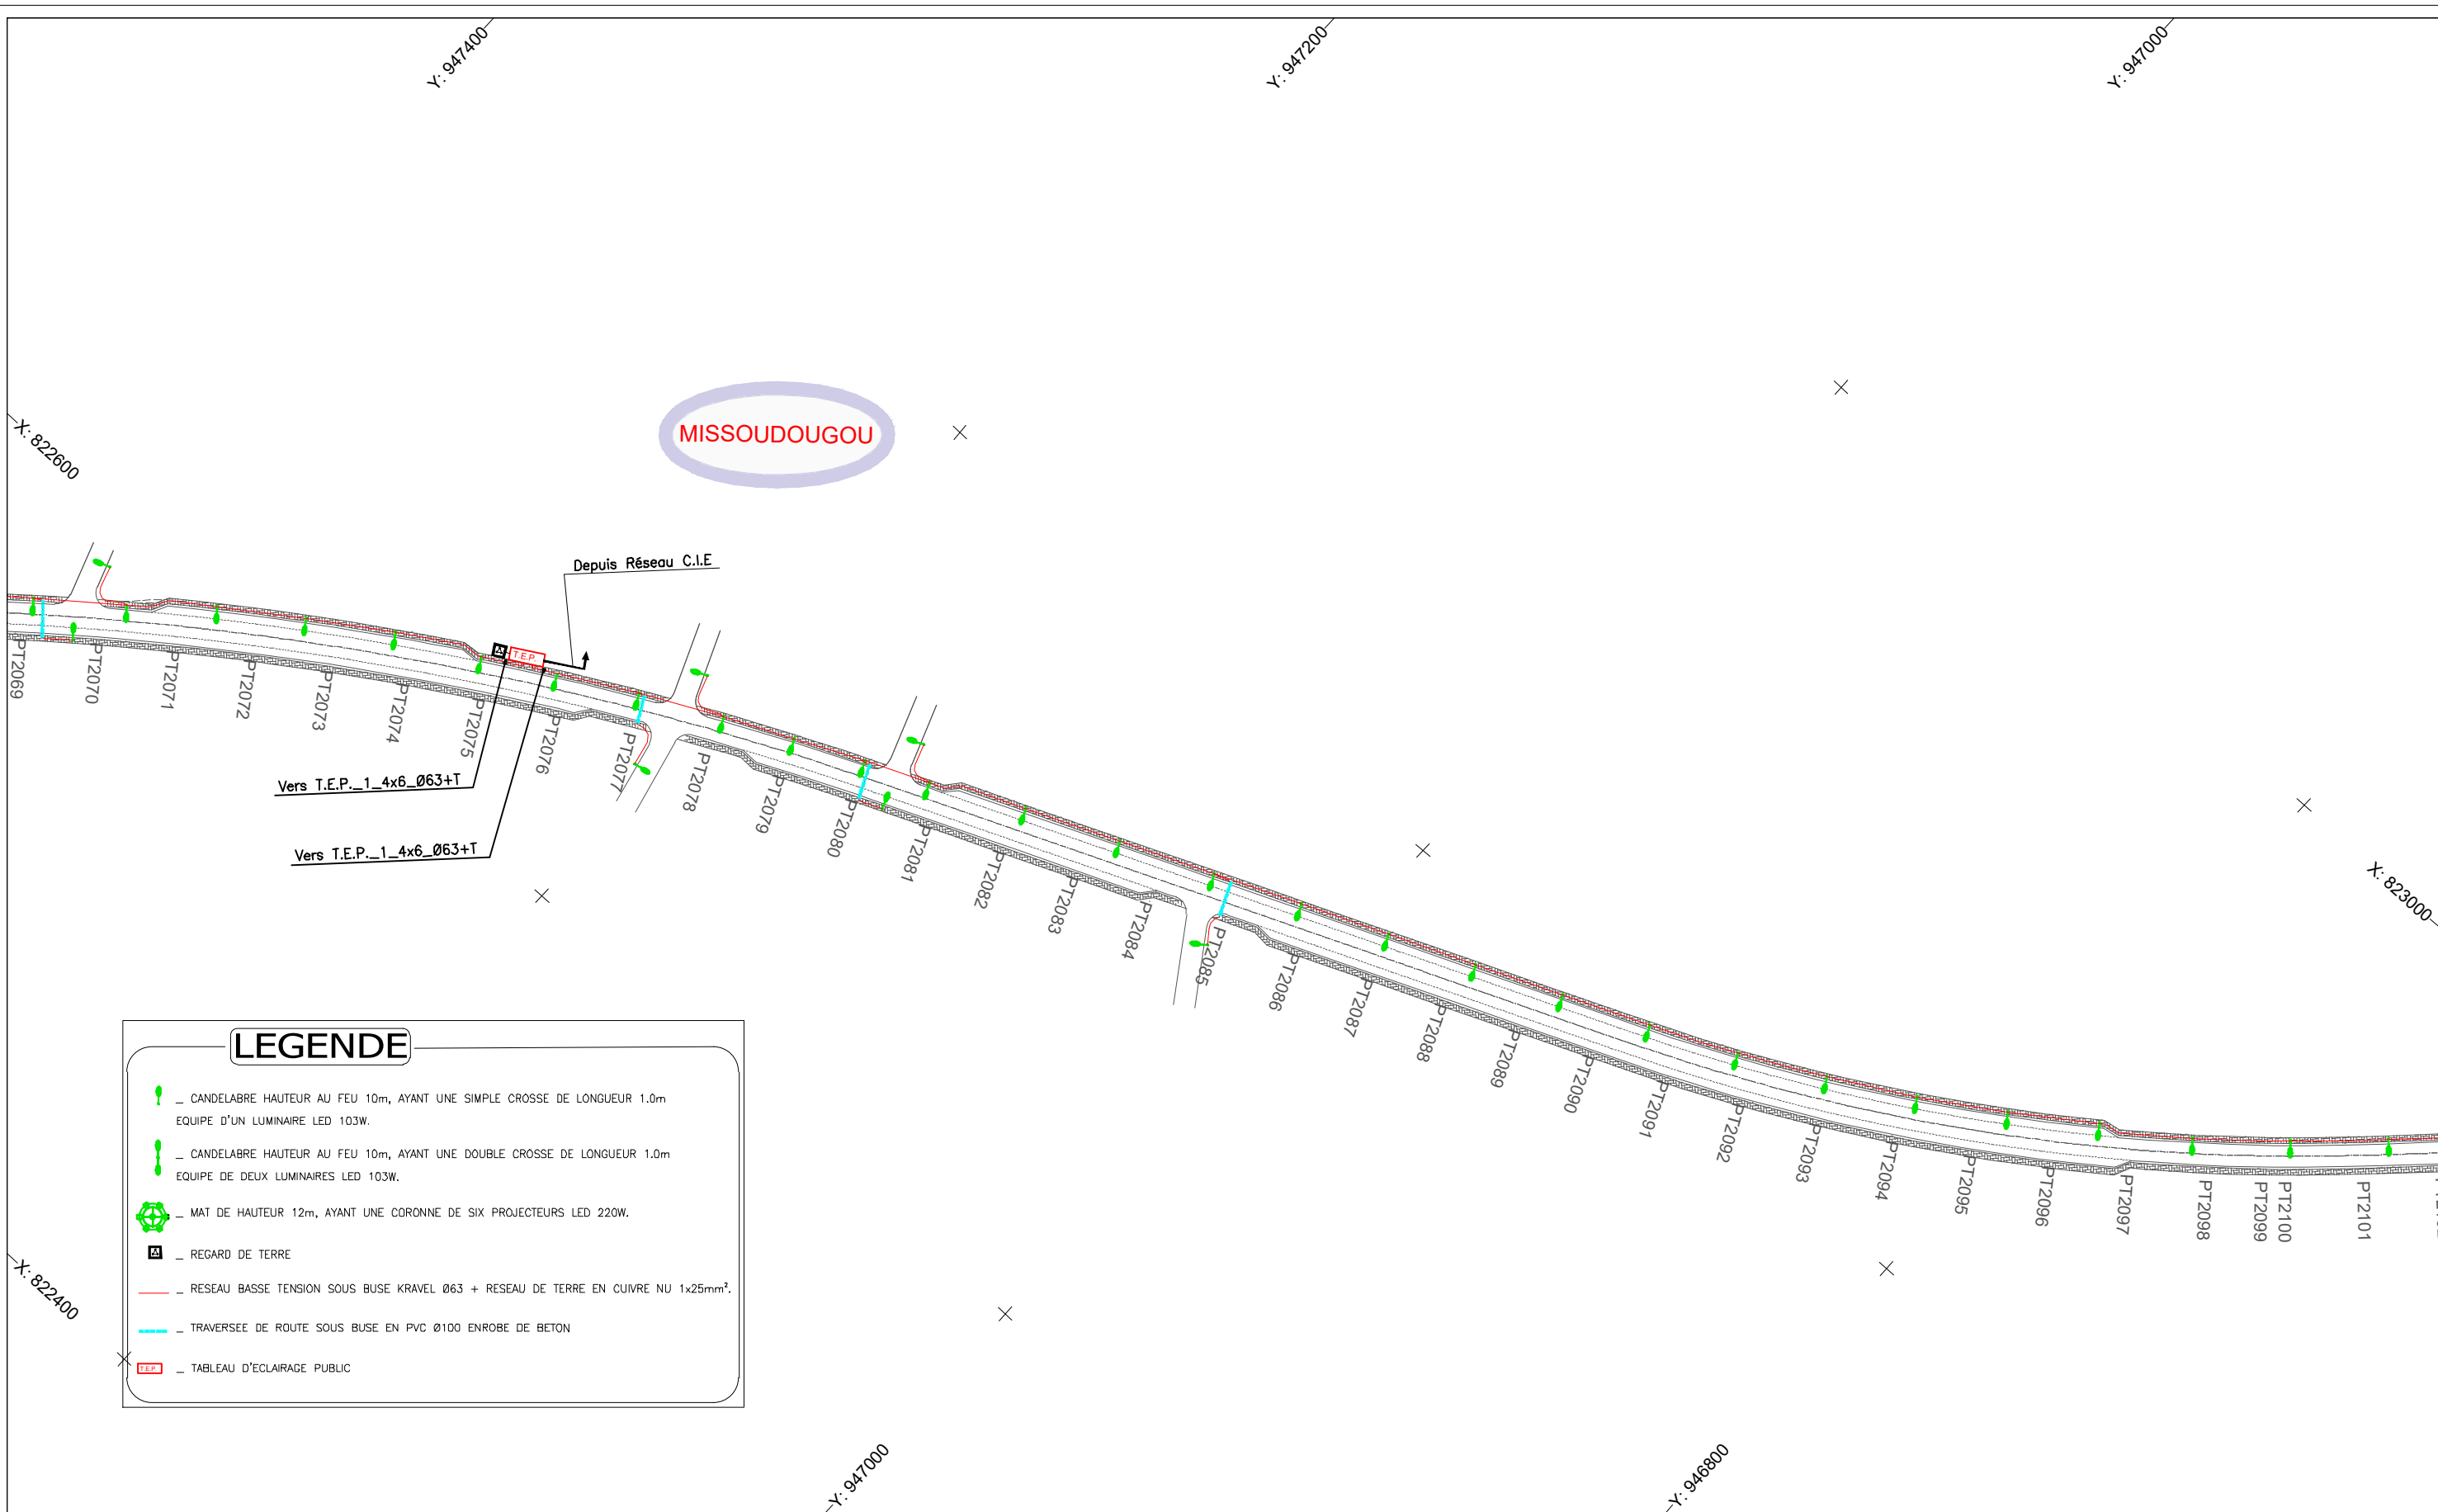 Y: 947400
Y: 947200
Y: 947000
X: 822600
MISSOUDOUGOU
Depuis Réseau C.I.E
T.E.P.
PT2069
PT2070
PT2071
PT2072
PT2073
PT2074
PT2075
PT2076
PT2077
PT2078
PT2079
PT2080
PT2081
PT2082
PT2083
PT2084
PT2085
PT2086
PT2087
PT2088
PT2089
PT2090
PT2091
PT2092
PT2093
PT2094
PT2095
PT2096
PT2097
PT2098
PT2099
PT2100
PT2101
Vers T.E.P._1_4x6_Ø63+T
Vers T.E.P._1_4x6_Ø63+T
X: 823000
LEGENDE
_ CANDELABRE HAUTEUR AU FEU 10m, AYANT UNE SIMPLE CROSSE DE LONGUEUR 1.0m
EQUIPE D'UN LUMINAIRE LED 103W.
_ CANDELABRE HAUTEUR AU FEU 10m, AYANT UNE DOUBLE CROSSE DE LONGUEUR 1.0m
EQUIPE DE DEUX LUMINAIRES LED 103W.
_ MAT DE HAUTEUR 12m, AYANT UNE CORONNE DE SIX PROJECTEURS LED 220W.
_ REGARD DE TERRE
_ RESEAU BASSE TENSION SOUS BUSE KRAVEL Ø63 + RESEAU DE TERRE EN CUIVRE NU 1x25mm².
_ TRAVERSEE DE ROUTE SOUS BUSE EN PVC Ø100 ENROBE DE BETON
T.E.P. _ TABLEAU D'ECLAIRAGE PUBLIC
X: 822400
Y: 947000
Y: 946800